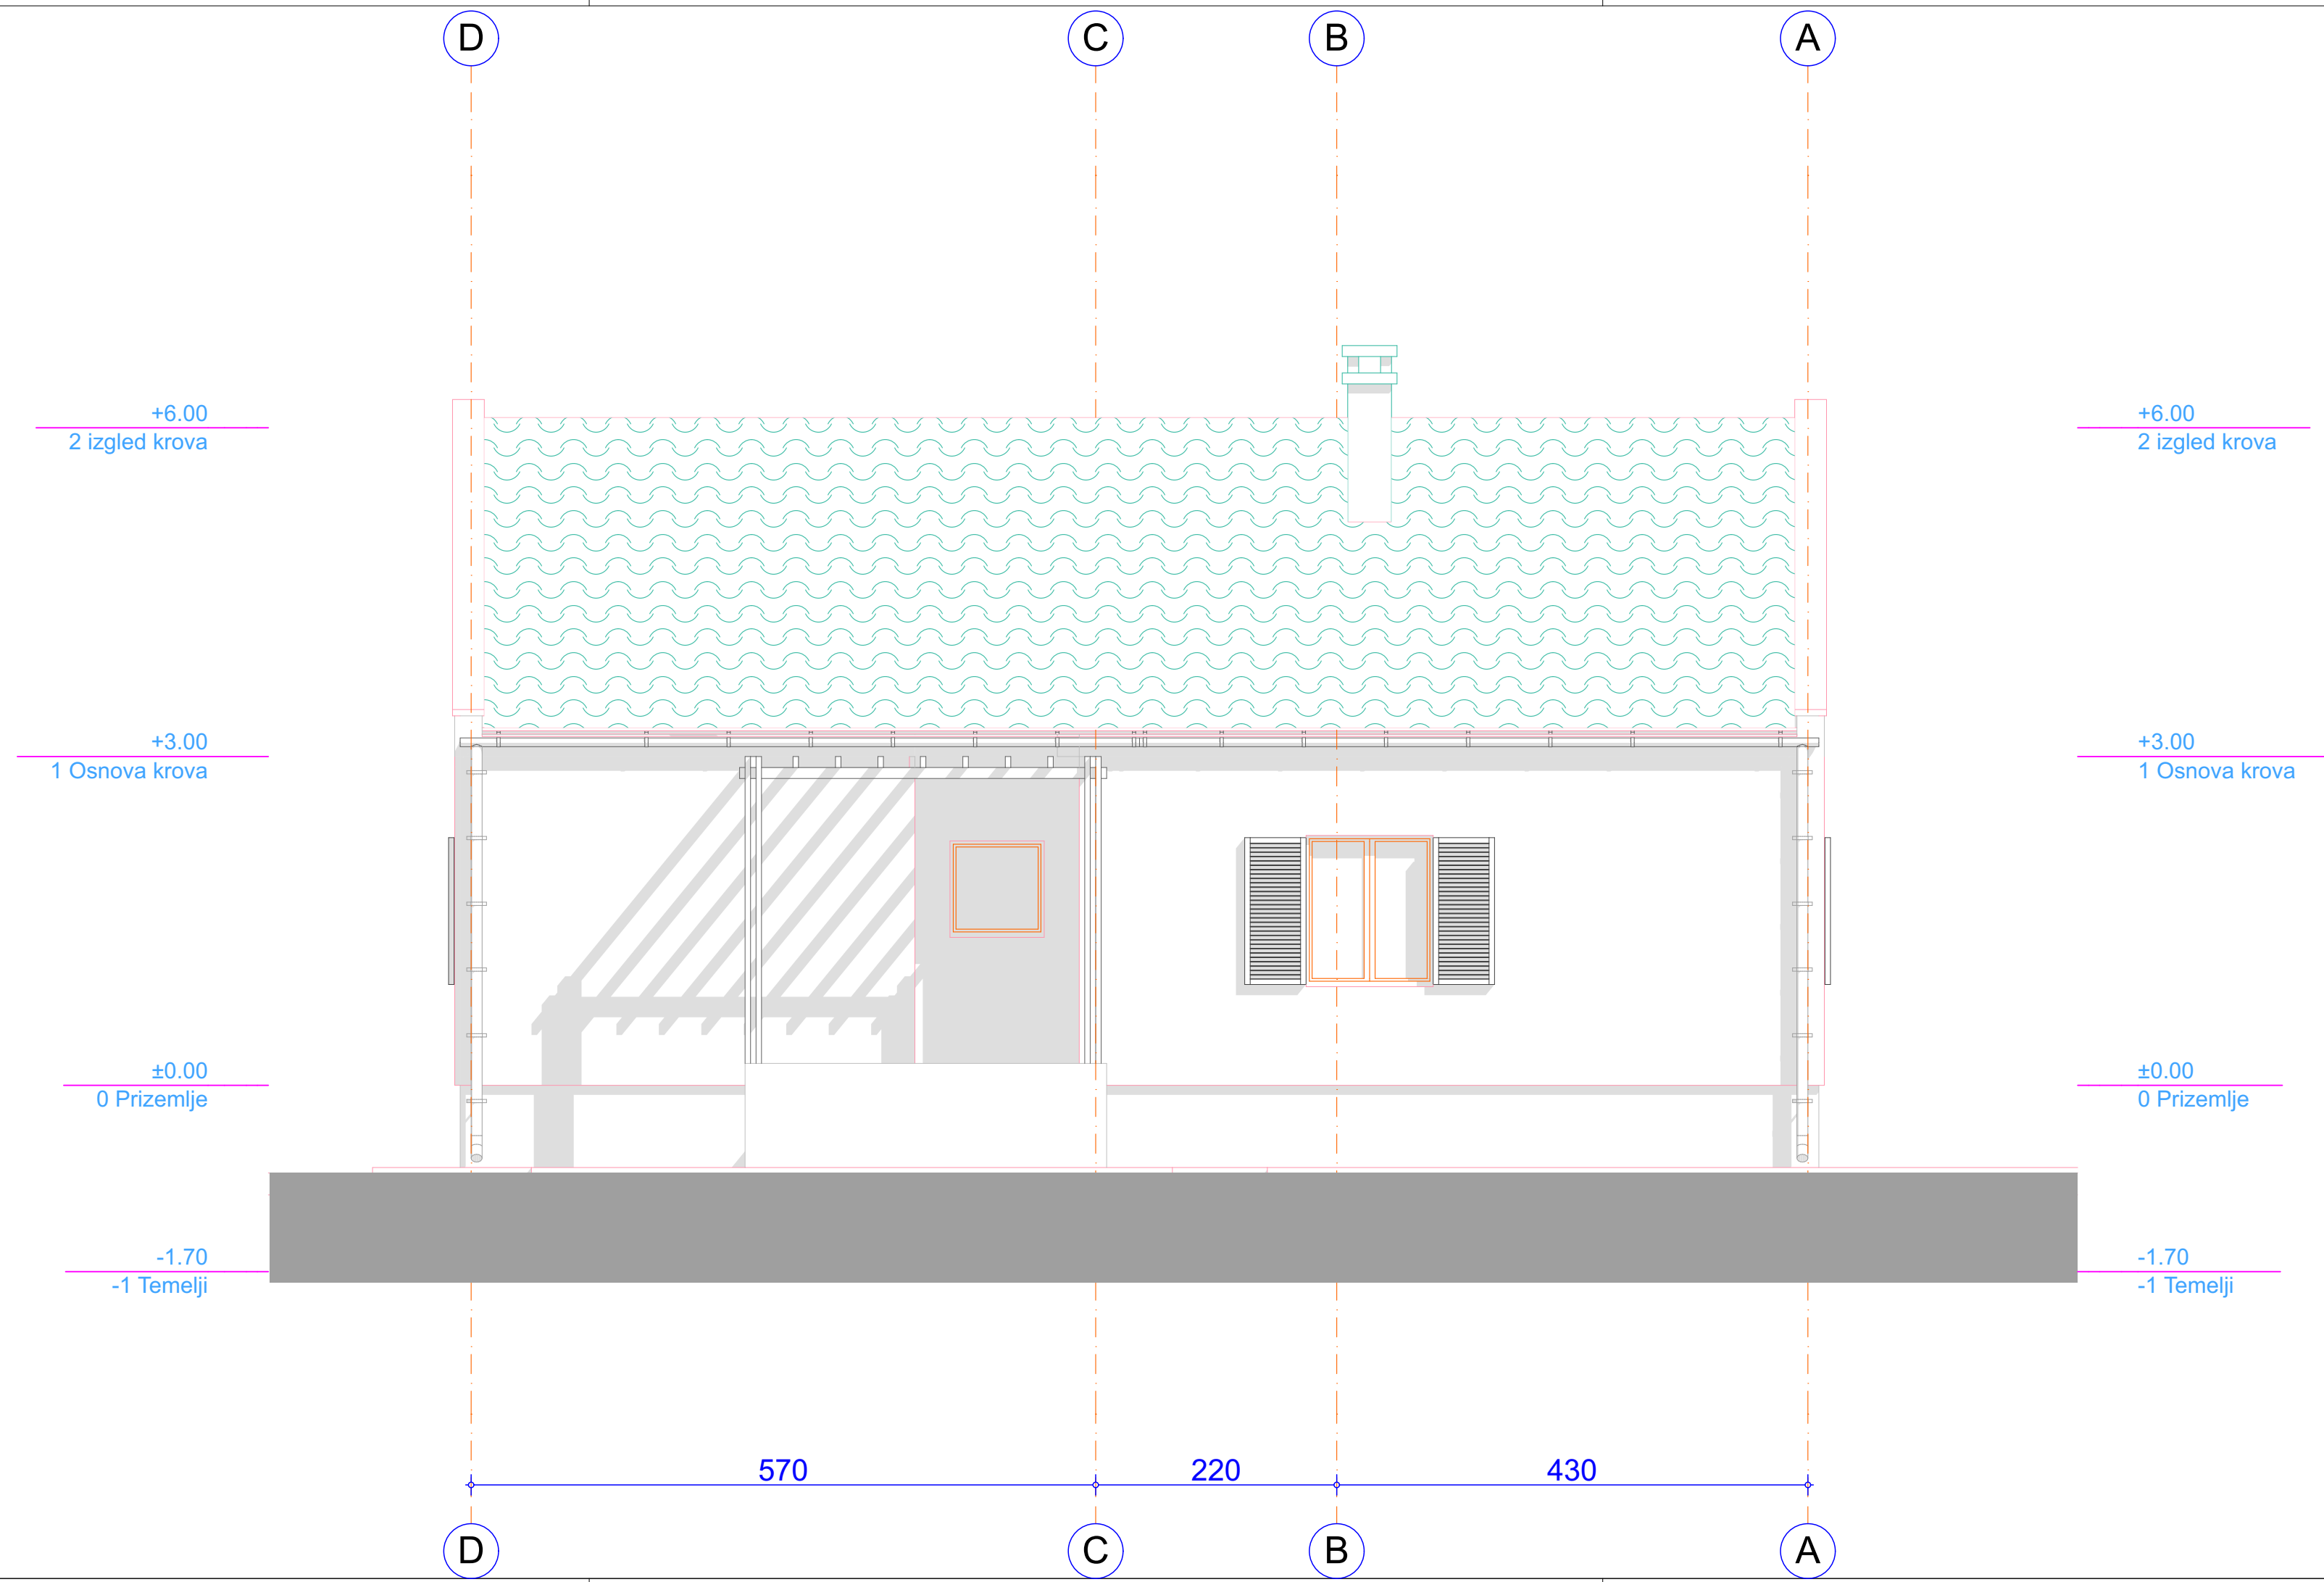 D C B A
+6.00 +6.00
2 izgled krova 2 izgled krova
+3.00 +3.00
1 Osnova krova 1 Osnova krova
±0.00 ±0.00
0 Prizemlje 0 Prizemlje
-1.70 -1.70
-1 Temelji -1 Temelji
570 220 430
D C B A